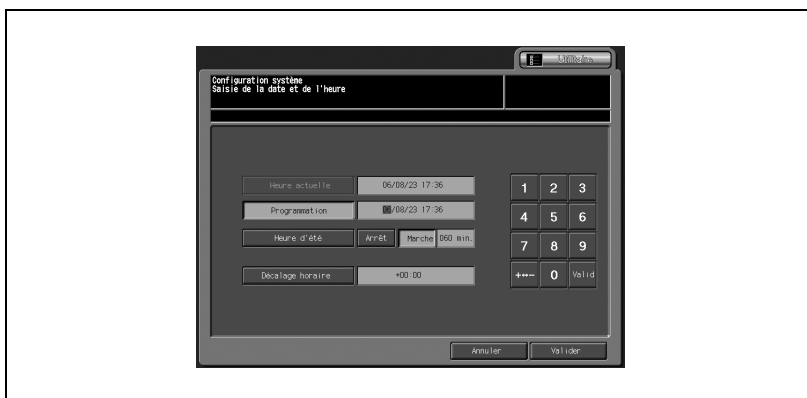 Utilitaire
Configuration système
Saisie de la date et de l'heure
Heure actuelle 06/08/23 17:36 1 2 3
Programmation 06/08/23 17:36 4 5 6
Heure d'été Arrêt Marche 060 min. 7 8 9
Décalage horaire +00:00 +↔- 0 Valid
Annuler Valider